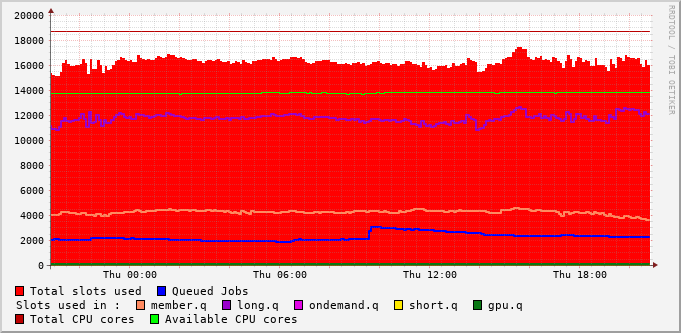 20000
18000
16000
14000
12000
10000
8000
6000
4000
2000
0
Thu 00:00 Thu 06:00 Thu 12:00 Thu 18:00
Total slots used Queued Jobs
Slots used in : member.q long.q ondemand.q short.q gpu.q
Total CPU cores Available CPU cores
RRDTOOL / TOBI OETIKER